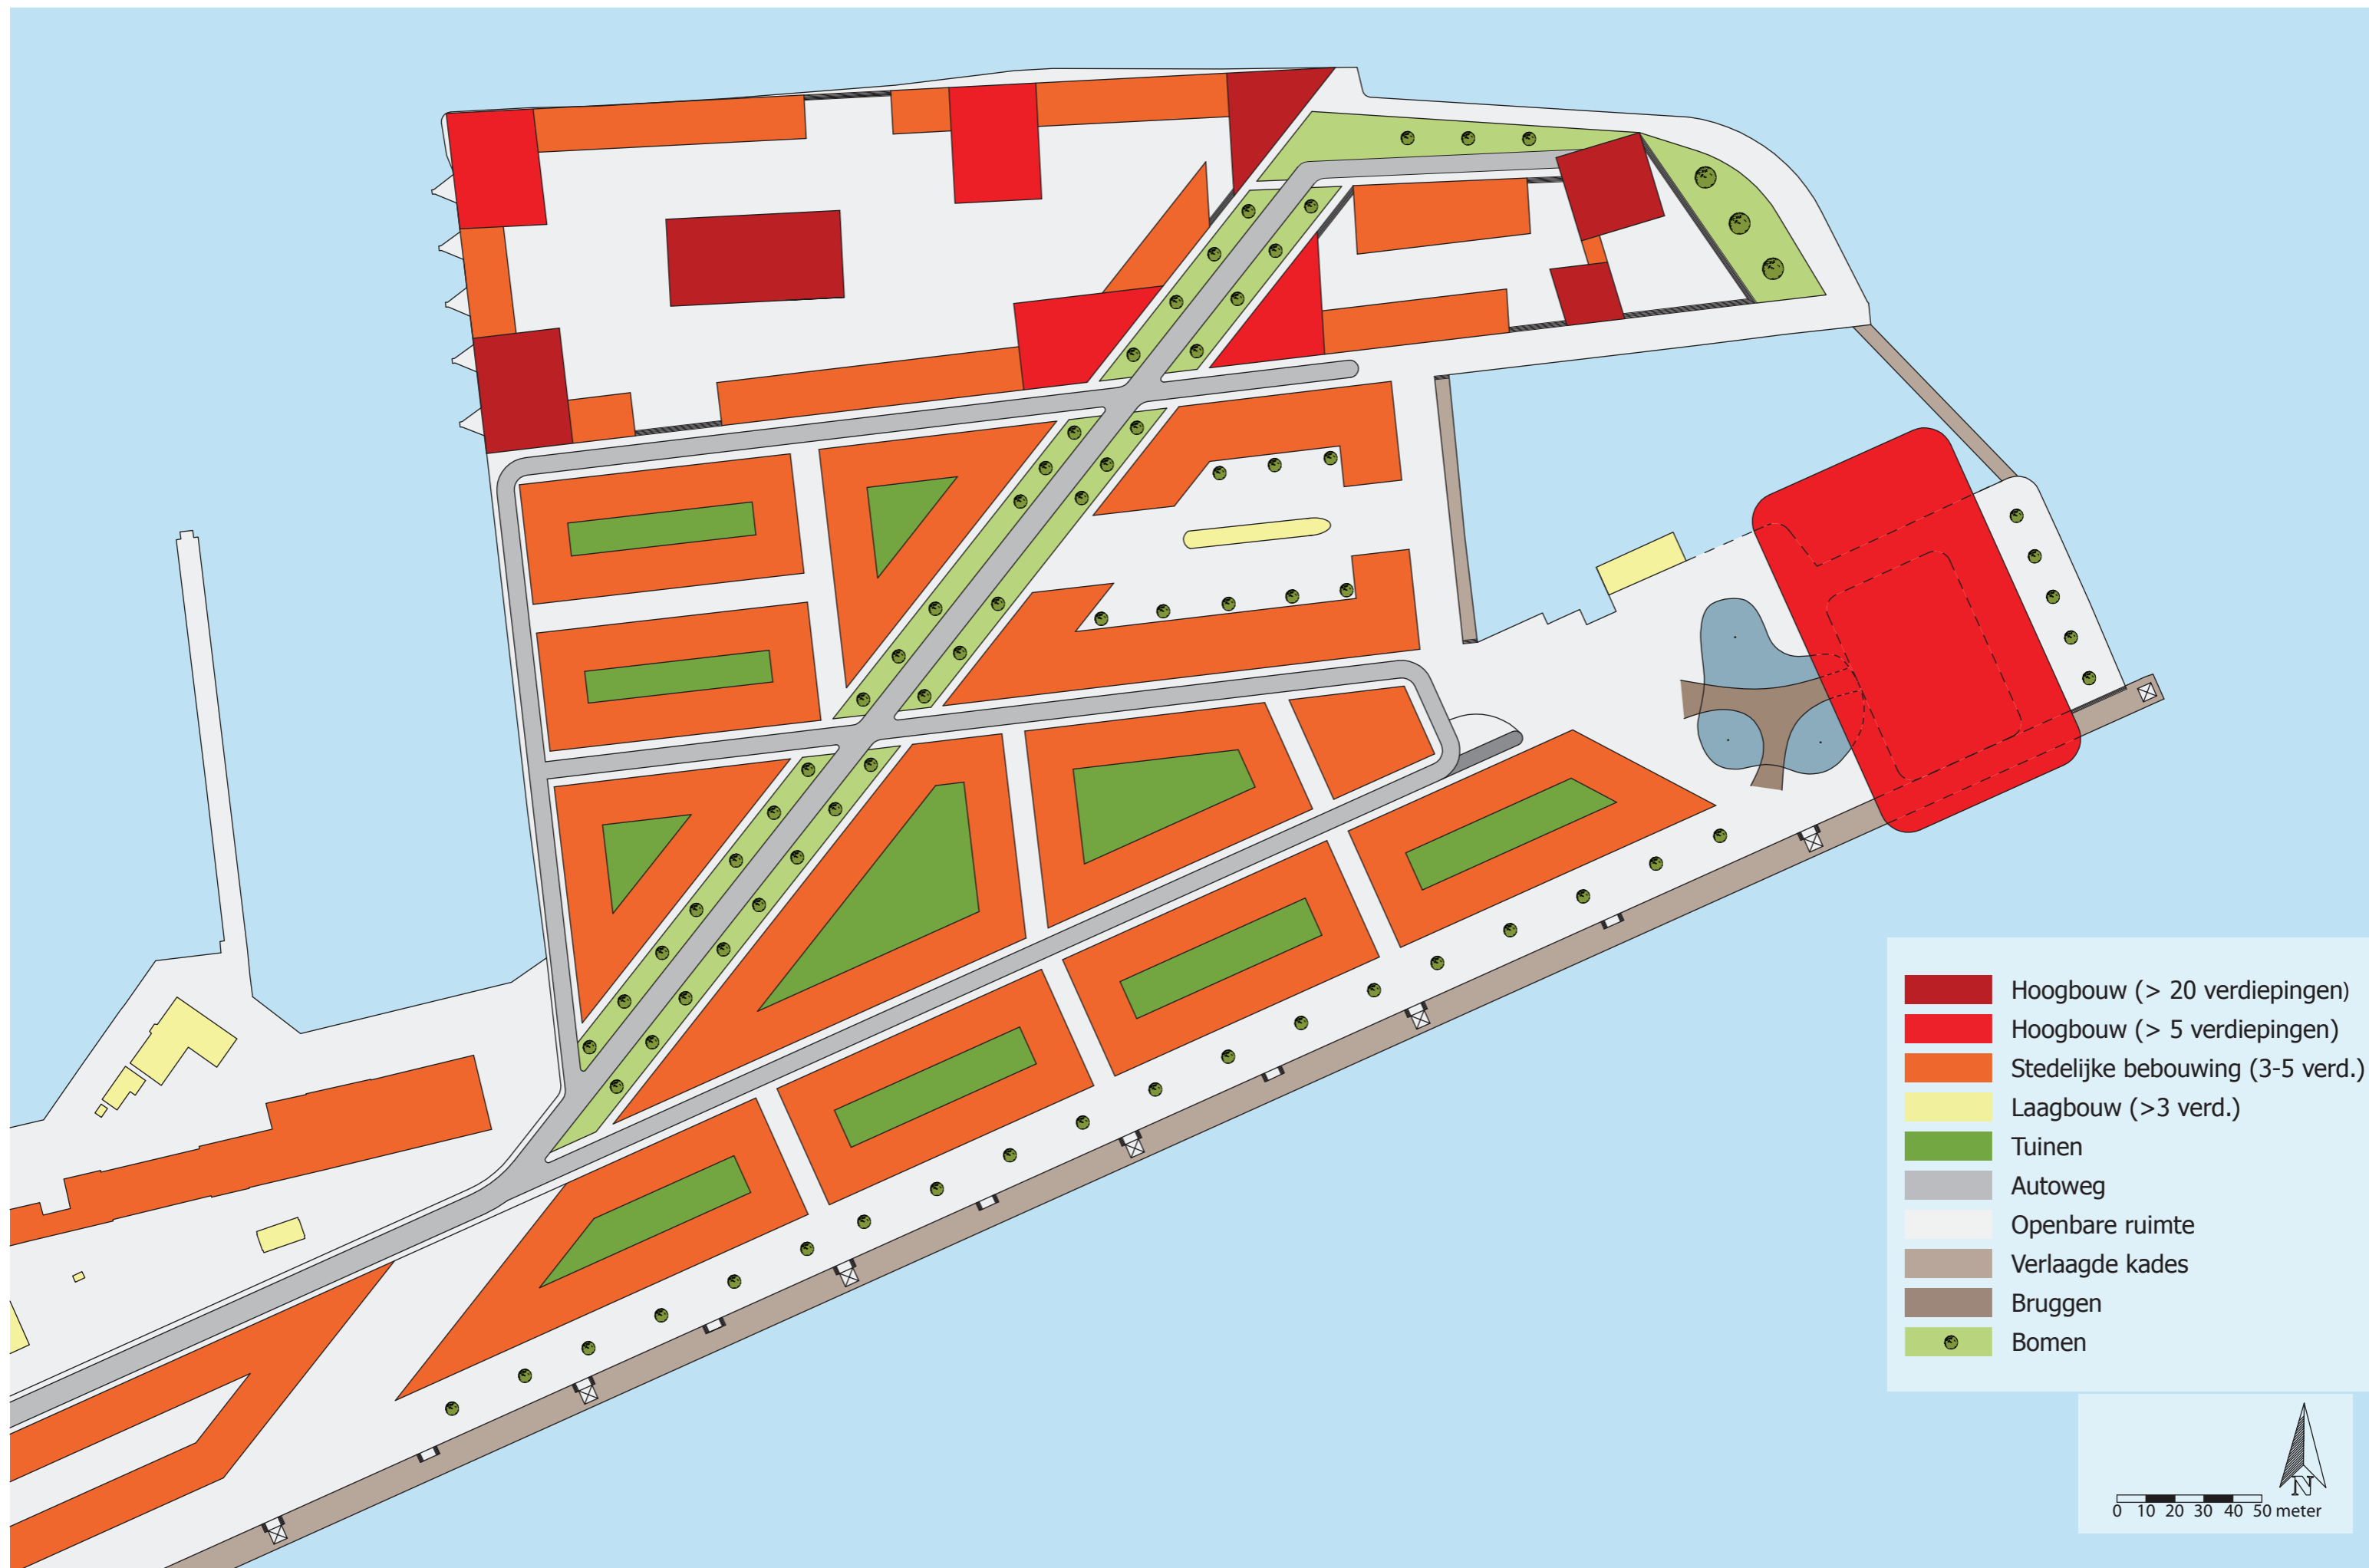 Hoogbouw (> 20 verdiepingen)
Hoogbouw (> 5 verdiepingen)
Stedelijke bebouwing (3-5 verd.)
Laagbouw (>3 verd.)
Tuinen
Autoweg
Openbare ruimte
Verlaagde kades
Bruggen
Bomen
N
0 10 20 30 40 50 meter